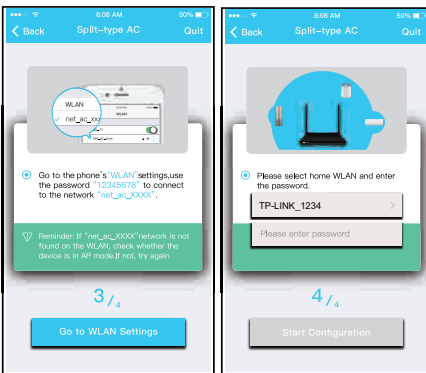 8:08 AM 50%
Back Split-type AC Quit
WLAN
net_ac_xxx
WLAN
Go to the phone's"WLAN"settings,use
the password "12345678" to connect
to the network "net_ac_XXXX".
Reminder: If "net_ac_XXXX"network is not
found on the WLAN, check whether the
device is in AP mode.If not, try again.
3/4
Go to WLAN Settings
8:08 AM 50%
Back Split-type AC Quit
Please select home WLAN and enter
the password.
TP-LINK_1234
Please enter password
4/4
Start Configuration